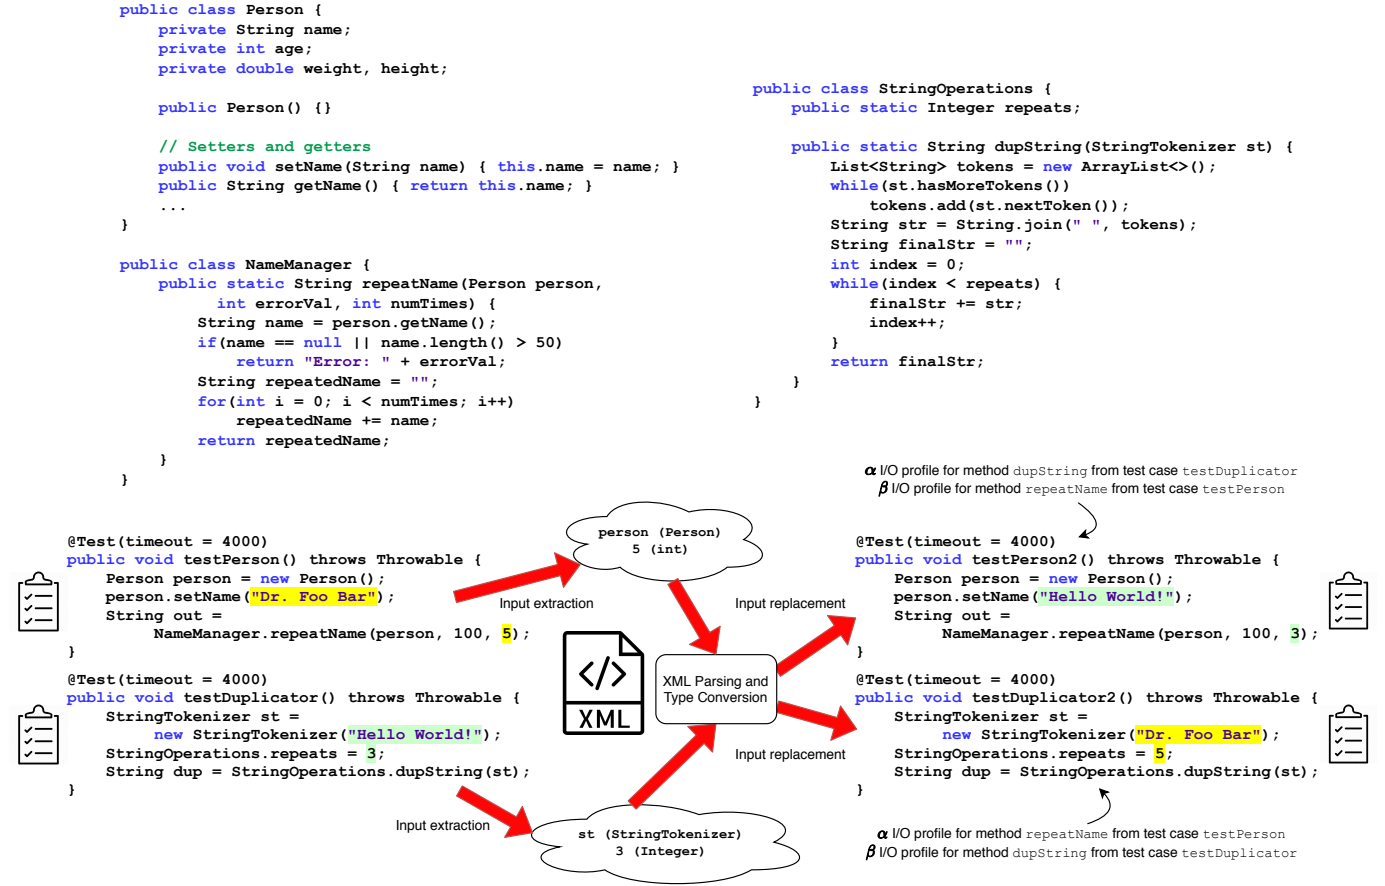 public class Person {
private String name;
private int age;
private double weight, height;
public Person() {}
// Setters and getters
public void setName(String name) { this.name = name; }
public String getName() { return this.name; }
...
}
public class NameManager {
public static String repeatName(Person person,
int errorVal, int numTimes) {
String name = person.getName();
if(name == null || name.length() > 50)
return "Error: " + errorVal;
String repeatedName = "";
for(int i = 0; i < numTimes; i++)
repeatedName += name;
return repeatedName;
}
}
public class StringOperations {
public static Integer repeats;
public static String dupString(StringTokenizer st) {
List<String> tokens = new ArrayList<>();
while(st.hasMoreTokens())
tokens.add(st.nextToken());
String str = String.join(" ", tokens);
String finalStr = "";
int index = 0;
while(index < repeats) {
finalStr += str;
index++;
}
return finalStr;
}
}
@Test(timeout = 4000)
public void testPerson() throws Throwable {
Person person = new Person();
person.setName("Dr. Foo Bar");
String out =
NameManager.repeatName(person, 100, 5);
}
@Test(timeout = 4000)
public void testDuplicator() throws Throwable {
StringTokenizer st =
new StringTokenizer("Hello World!");
StringOperations.repeats = 3;
String dup = StringOperations.dupString(st);
}
person (Person)
5 (int)
Input extraction
Input replacement
XML
XML Parsing and
Type Conversion
Input replacement
Input extraction
st (StringTokenizer)
3 (Integer)
α I/O profile for method dupString from test case testDuplicator
β I/O profile for method repeatName from test case testPerson
@Test(timeout = 4000)
public void testPerson2() throws Throwable {
Person person = new Person();
person.setName("Hello World!");
String out =
NameManager.repeatName(person, 100, 3);
}
@Test(timeout = 4000)
public void testDuplicator2() throws Throwable {
StringTokenizer st =
new StringTokenizer("Dr. Foo Bar");
StringOperations.repeats = 5;
String dup = StringOperations.dupString(st);
}
α I/O profile for method repeatName from test case testPerson
β I/O profile for method dupString from test case testDuplicator